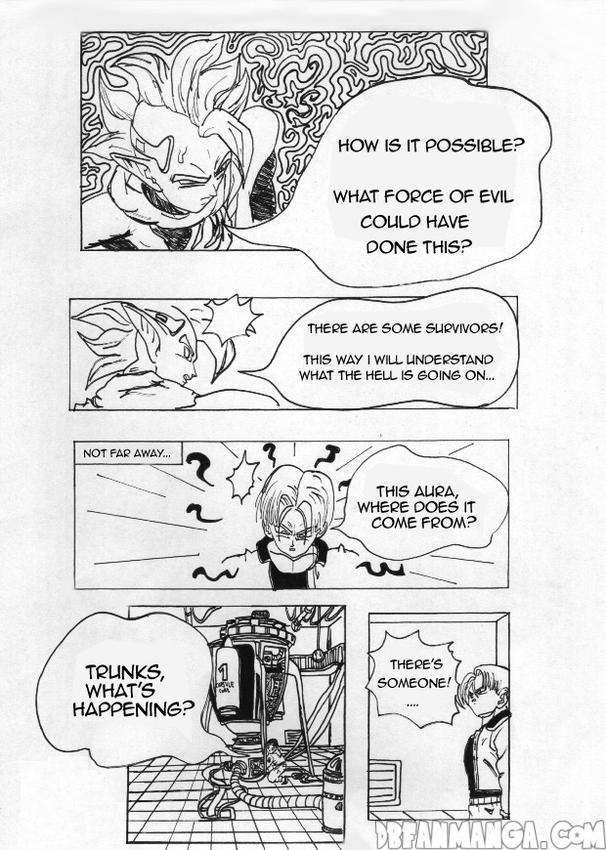 HOW IS IT POSSIBLE?
WHAT FORCE OF EVIL
COULD HAVE
DONE THIS?
THERE ARE SOME SURVIVORS!
THIS WAY I WILL UNDERSTAND
WHAT THE HELL IS GOING ON...
NOT FAR AWAY...
THIS AURA,
WHERE DOES IT
COME FROM?
TRUNKS,
WHAT'S
HAPPENING?
1
CAPSULE
CORP.
THERE'S
SOMEONE!
....
DBFANMANGA.COM